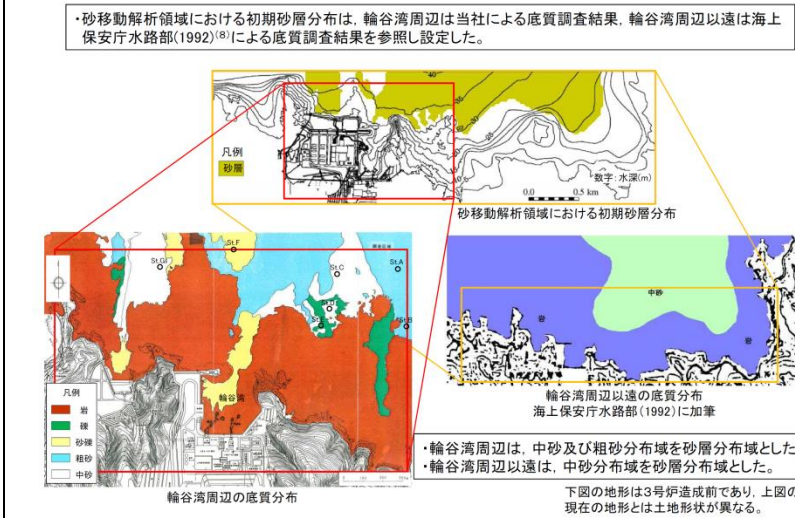 ・砂移動解析領域における初期砂層分布は，輪谷湾周辺は当社による底質調査結果，輪谷湾周辺以遠は海上
保安庁水路部(1992)⁽⁸⁾による底質調査結果を参照し設定した。
凡例
砂層
数字：水深(m)
0.0 0.5 km
砂移動解析領域における初期砂層分布
St.F
St.G
St.C
St.A
St.B
輪谷湾
凡例
岩
礫
砂礫
粗砂
中砂
輪谷湾周辺の底質分布
中砂
岩
岩
輪谷湾周辺以遠の底質分布
海上保安庁水路部(1992)に加筆
・輪谷湾周辺は，中砂及び粗砂分布域を砂層分布域とした
・輪谷湾周辺以遠は，中砂分布域を砂層分布域とした。
下図の地形は3号炉造成前であり，上図の
現在の地形とは土地形状が異なる。